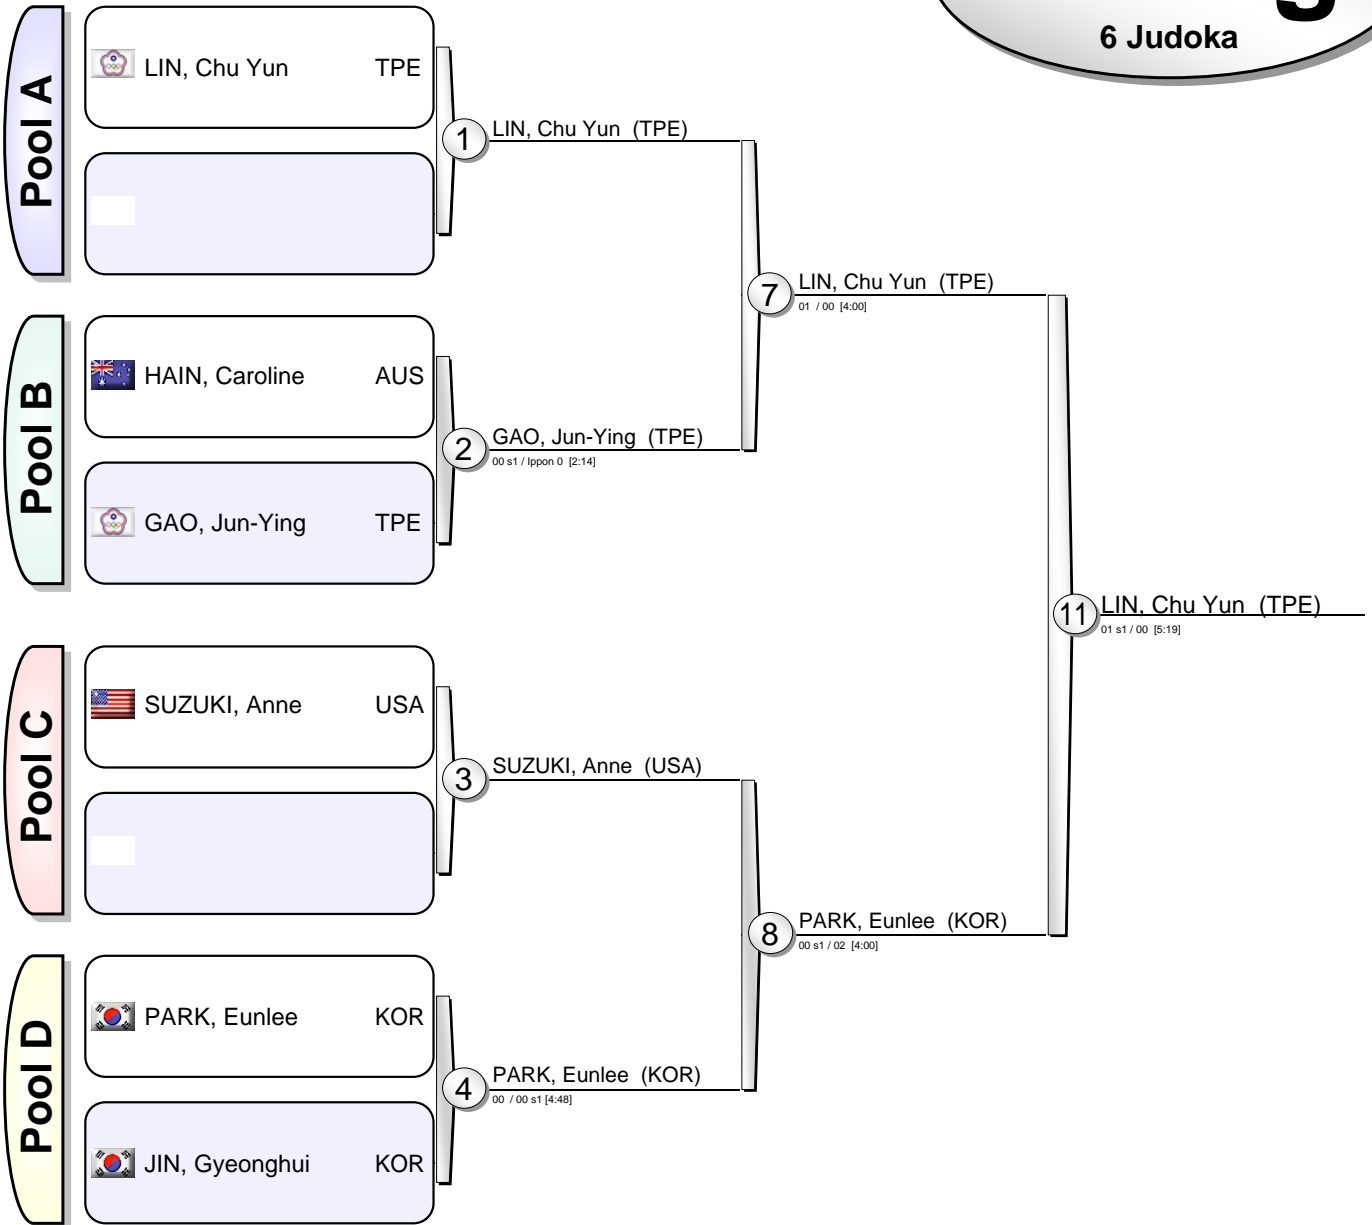 6 Judoka
Pool A
LIN, Chu Yun TPE
1 LIN, Chu Yun (TPE)
7 LIN, Chu Yun (TPE)
01 / 00 [4:00]
Pool B
HAIN, Caroline AUS
2 GAO, Jun-Ying (TPE)
00 s1 / Ippon 0 [2:14]
GAO, Jun-Ying TPE
11 LIN, Chu Yun (TPE)
01 s1 / 00 [5:19]
Pool C
SUZUKI, Anne USA
3 SUZUKI, Anne (USA)
8 PARK, Eunlee (KOR)
00 s1 / 02 [4:00]
Pool D
PARK, Eunlee KOR
4 PARK, Eunlee (KOR)
00 / 00 s1 [4:48]
JIN, Gyeonghui KOR